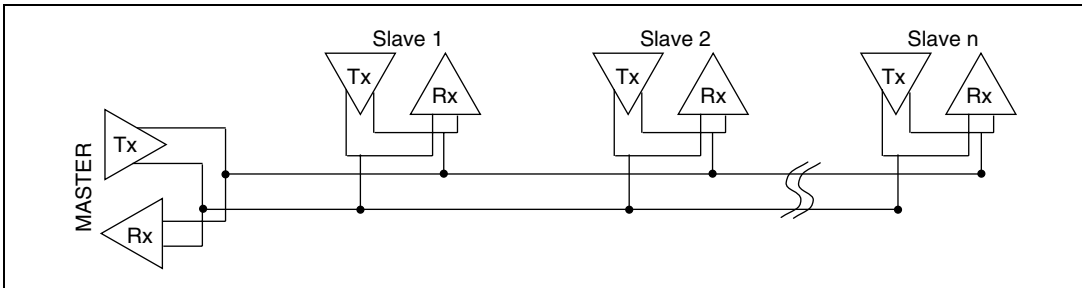 Slave 1
Slave 2
Slave n
Tx
Rx
Tx
Rx
Tx
Rx
MASTER
Tx
Rx